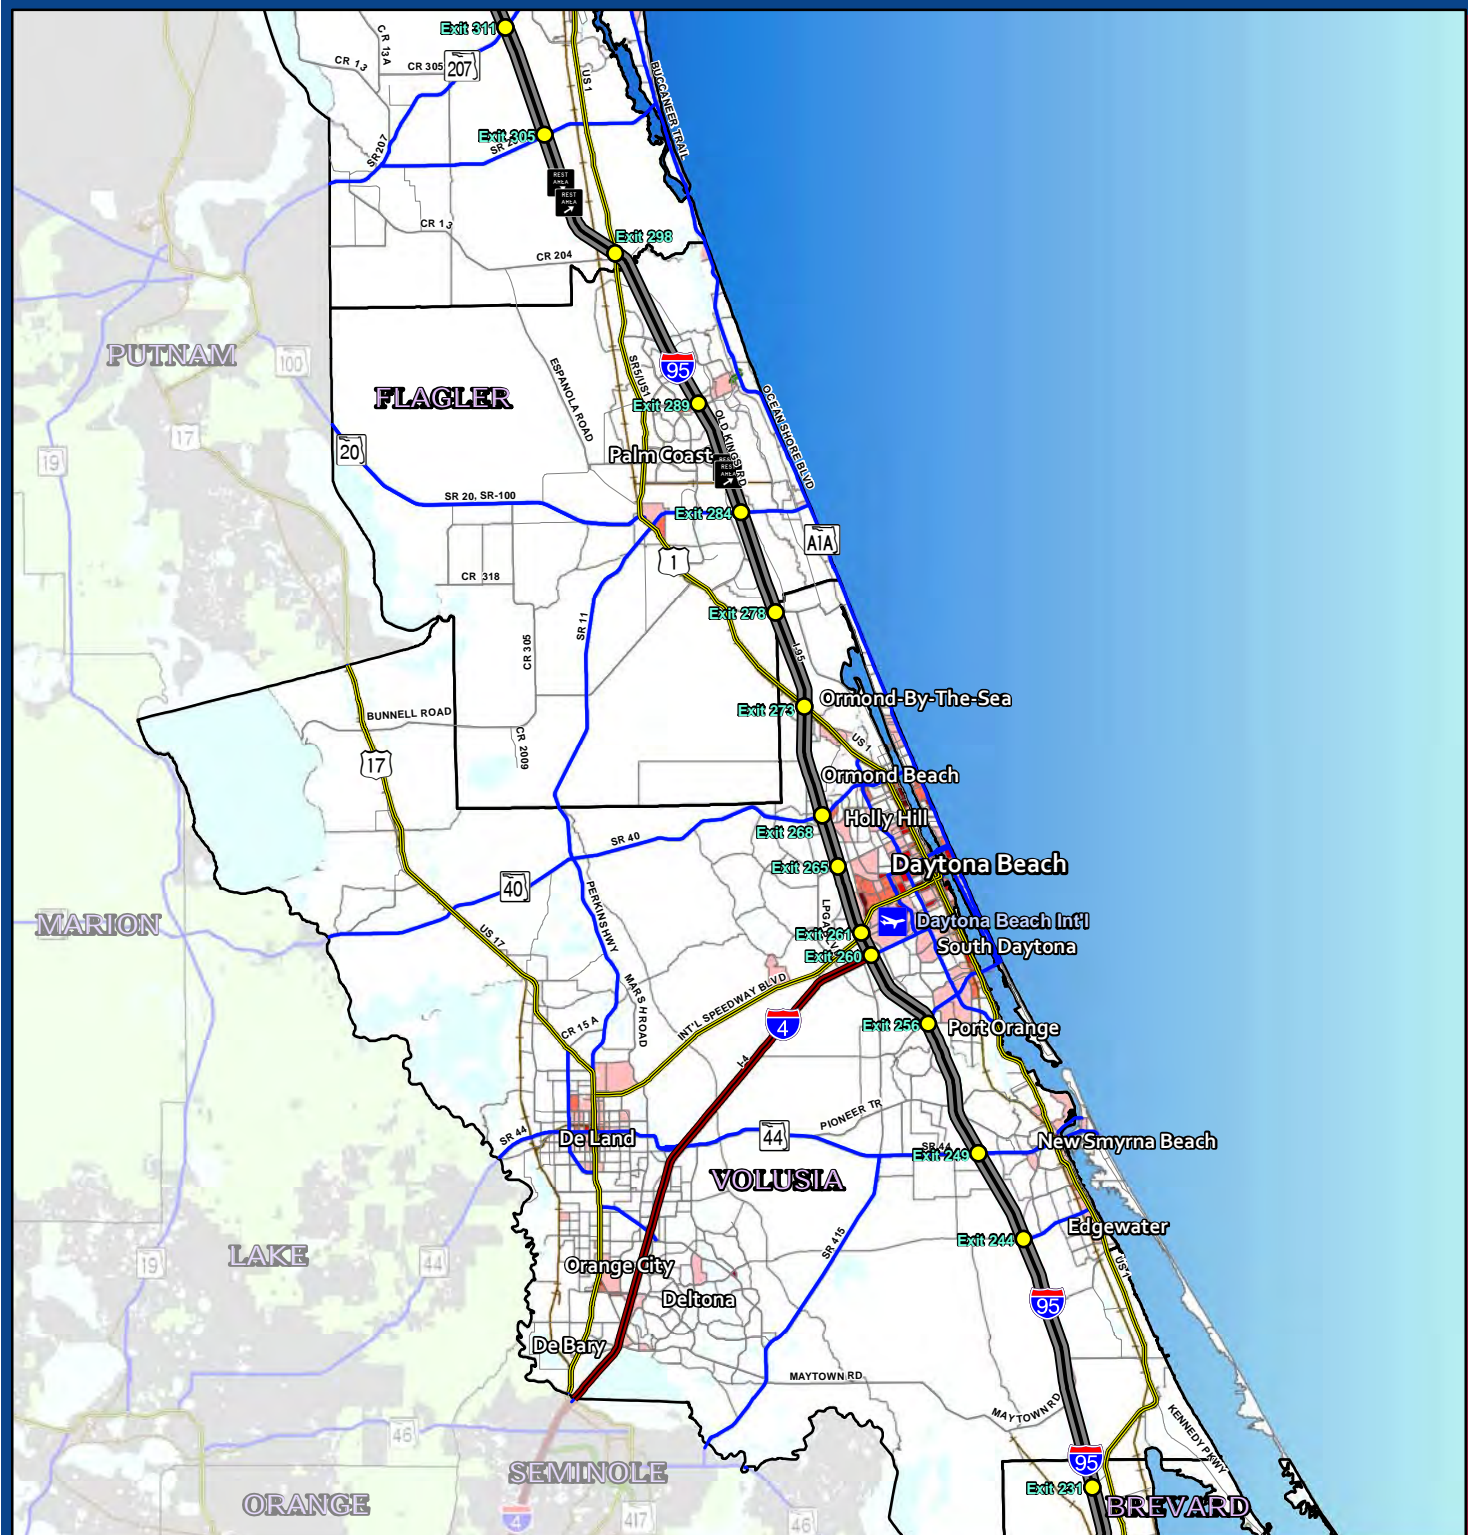 Exit 311
CR 13A
CR 13
CR 305
207
US 1
BUCCANEER TRAIL
Exit 305
SR 207
REST
AREA
REST
AREA
CR 13
Exit 298
CR 204
PUTNAM
100
FLAGLER
95
ESPANOLA ROAD
SR5/US1
Exit 289
OLD KINGS RD
OCEAN SHORE BLVD
17
19
20
Palm Coast
REST
AREA
SR 20, SR-100
Exit 284
A1A
1
CR 318
Exit 278
SR 11
CR 305
I-95
BUNNELL ROAD
Ormond-By-The-Sea
Exit 273
US 1
CR 2009
17
Ormond Beach
Holly Hill
Exit 268
SR 40
Exit 265
Daytona Beach
40
PERKINS HWY
MARION
US 17
Exit 261
Daytona Beach Int'l
South Daytona
Exit 260
MARSH ROAD
INT'L SPEEDWAY BLVD
CR 15 A
4
Exit 256
Port Orange
I-4
PIONEER TR
SR 44
De Land
44
SR 44
Exit 249
New Smyrna Beach
VOLUSIA
Edgewater
SR 415
Exit 244
LAKE
19
44
Orange City
US 1
Deltona
95
De Bary
MAYTOWN RD
MAYTOWN RD
KENNEDY PKWY
46
95
SEMINOLE
Exit 231
BREVARD
ORANGE
4
417
46